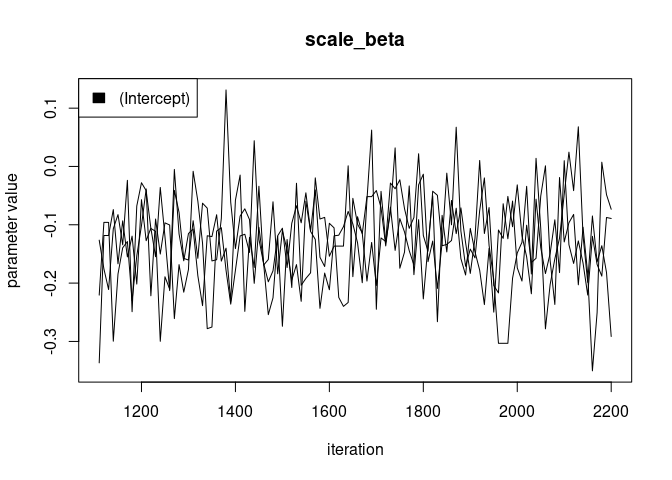 scale_beta
(Intercept)
0.1
0.0
-0.1
-0.2
-0.3
parameter value
1200 1400 1600 1800 2000 2200
iteration